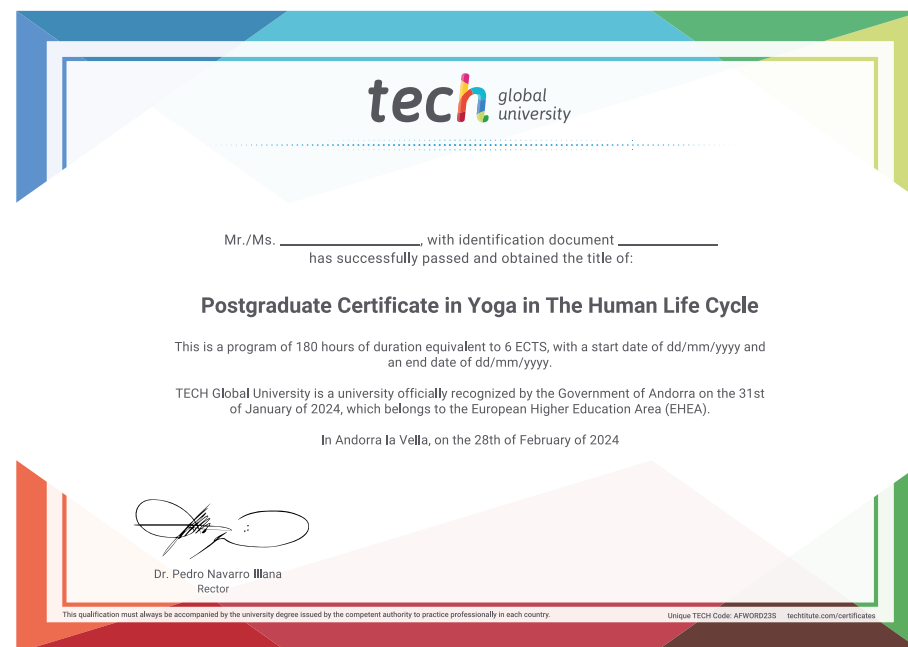 tech global university
Mr./Ms. ____________, with identification document ____________
has successfully passed and obtained the title of:
Postgraduate Certificate in Yoga in The Human Life Cycle
This is a program of 180 hours of duration equivalent to 6 ECTS, with a start date of dd/mm/yyyy and
an end date of dd/mm/yyyy.
TECH Global University is a university officially recognized by the Government of Andorra on the 31st
of January of 2024, which belongs to the European Higher Education Area (EHEA).
In Andorra la Vella, on the 28th of February of 2024
Dr. Pedro Navarro Illana
Rector
This qualification must always be accompanied by the university degree issued by the competent authority to practice professionally in each country.
Unique TECH Code: AFWORD23S techtitute.com/certificates